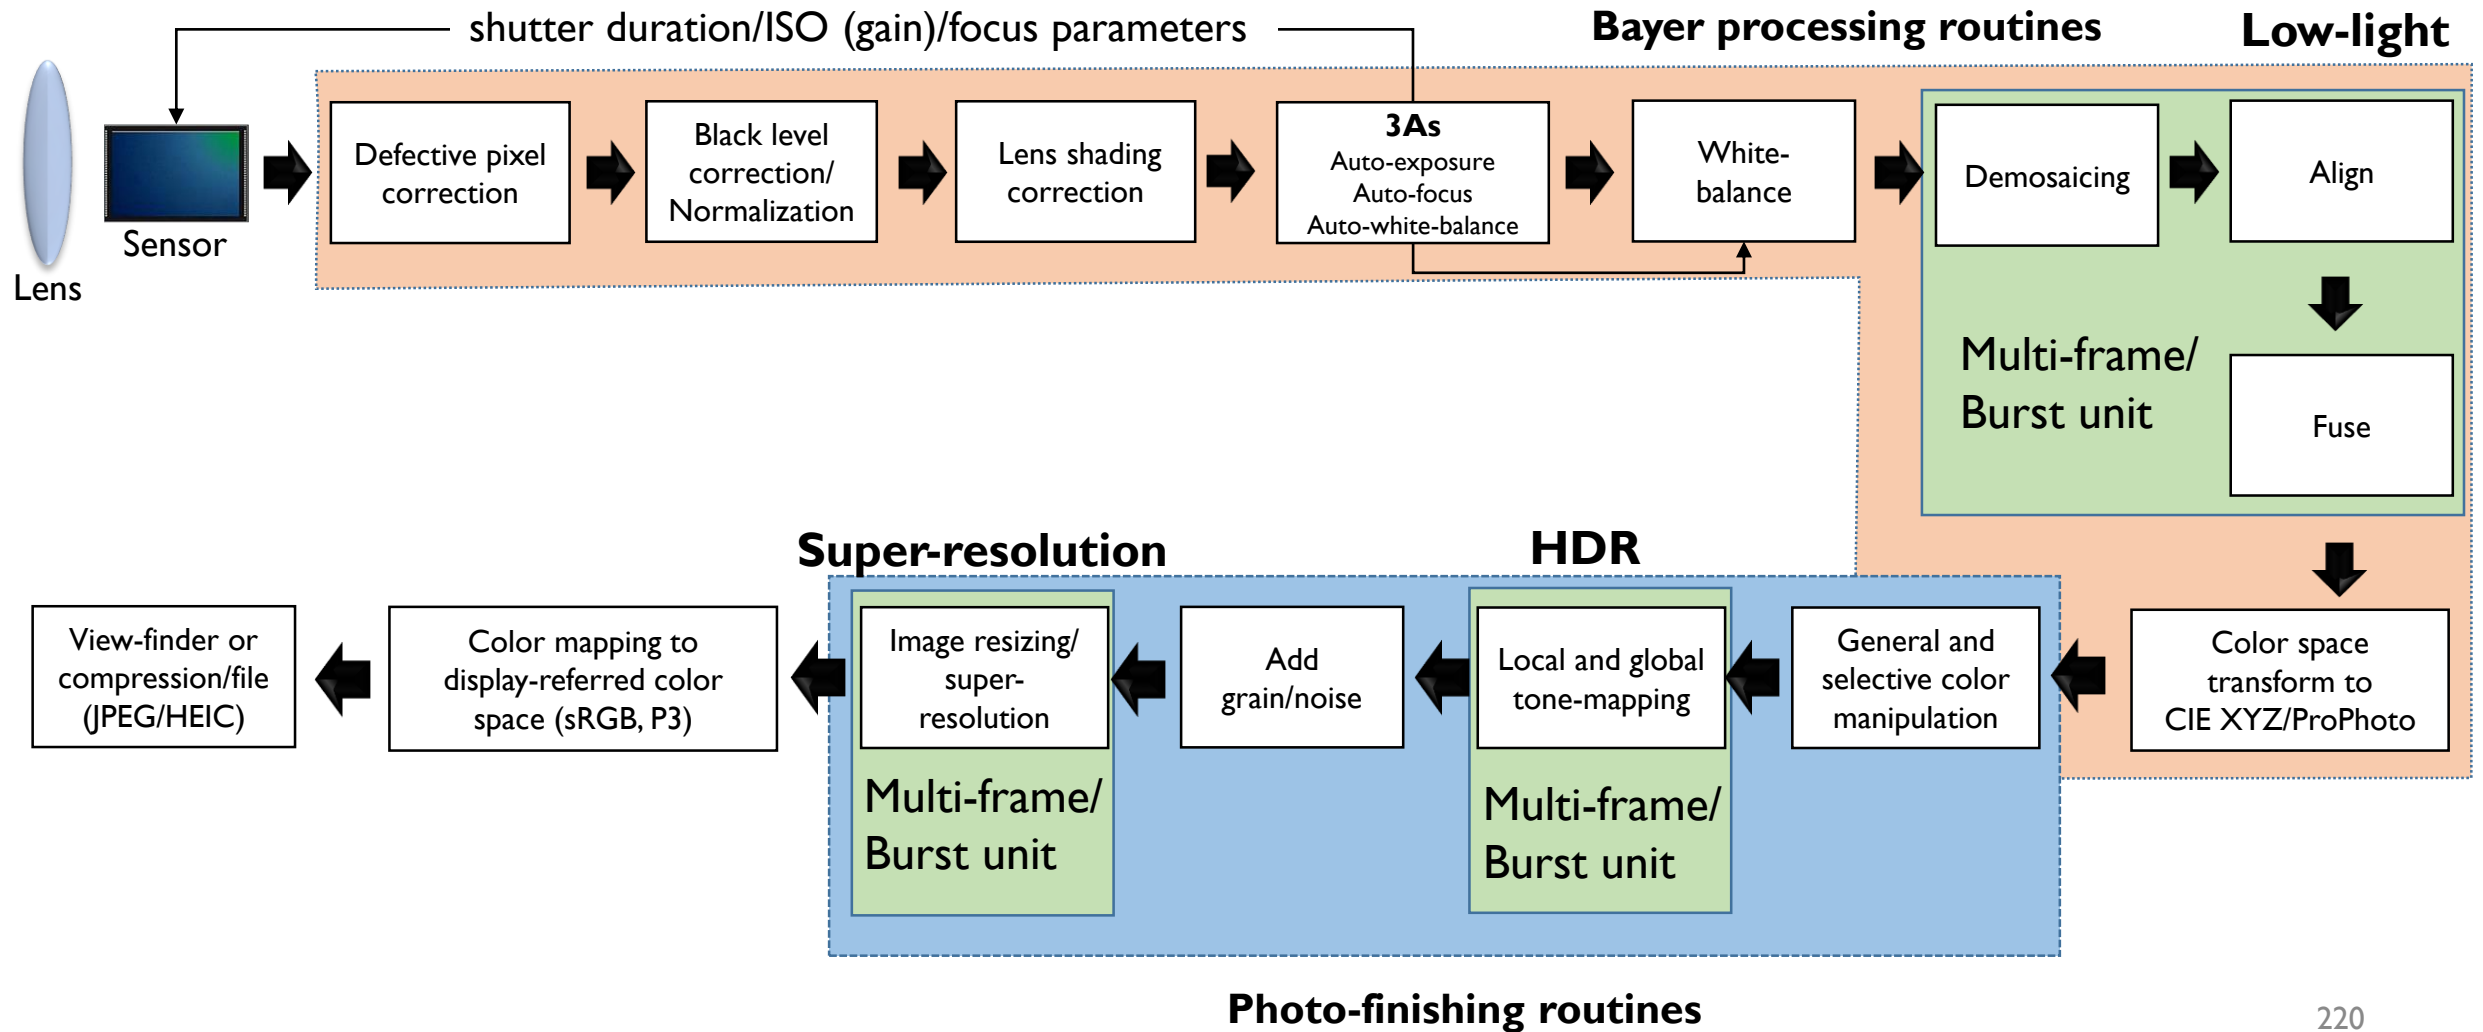 shutter duration/ISO (gain)/focus parameters
Bayer processing routines
Low-light
Lens
Sensor
Defective pixel
correction
Black level
correction/
Normalization
Lens shading
correction
3As
Auto-exposure
Auto-focus
Auto-white-balance
White-
balance
Demosaicing
Align
Multi-frame/
Burst unit
Fuse
Super-resolution
HDR
View-finder or
compression/file
(JPEG/HEIC)
Color mapping to
display-referred color
space (sRGB, P3)
Image resizing/
super-
resolution
Multi-frame/
Burst unit
Add
grain/noise
Local and global
tone-mapping
Multi-frame/
Burst unit
General and
selective color
manipulation
Color space
transform to
CIE XYZ/ProPhoto
Photo-finishing routines
220